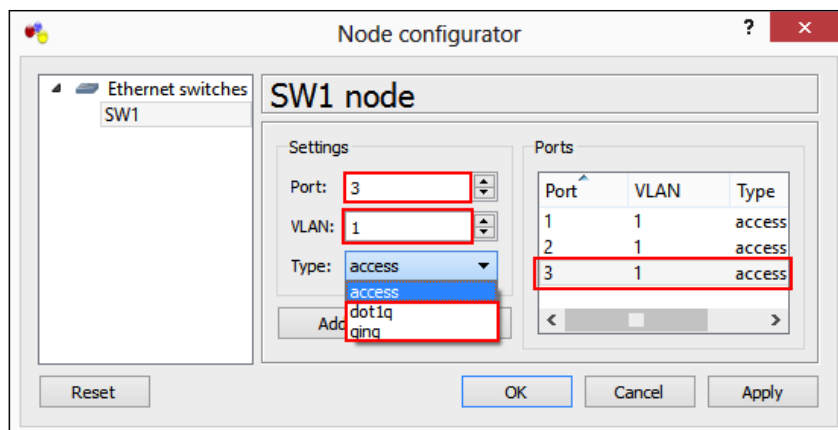 Node configurator
?
×
Ethernet switches
SW1
SW1 node
Settings
Port: 3
VLAN: 1
Type: access
access
dot1q
qinq
Add
Ports
Port VLAN Type
1 1 access
2 1 access
3 1 access
< >
Reset
OK
Cancel
Apply